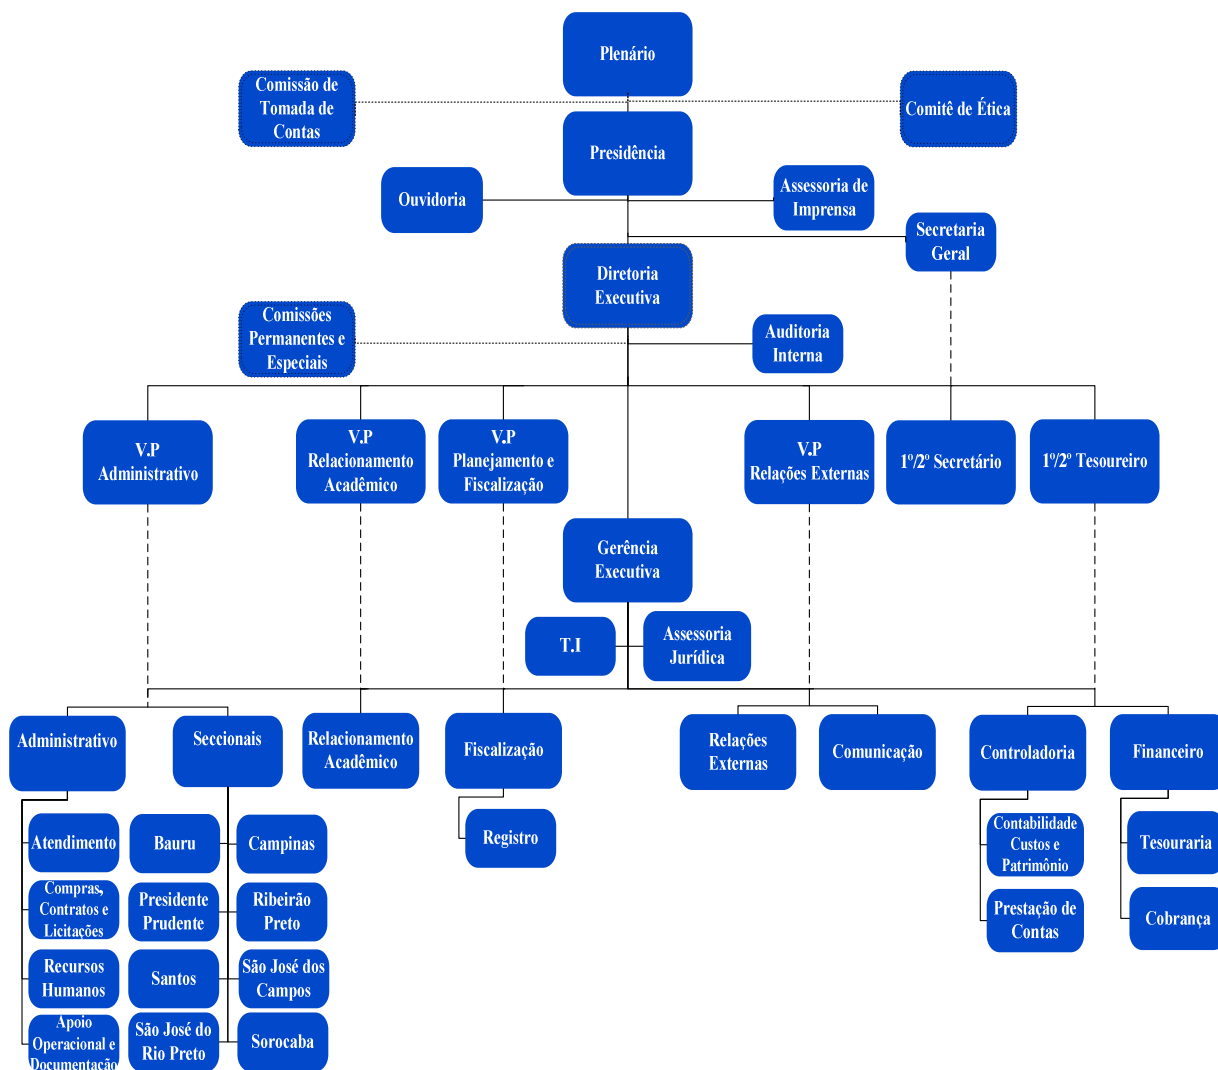 Plenário
Comissão de
Tomada de
Contas
Comitê de Ética
Presidência
Ouvidoria
Assessoria de
Imprensa
Secretaria
Geral
Diretoria
Executiva
Comissões
Permanentes e
Especiais
Auditoria
Interna
V.P
Administrativo
V.P
Relacionamento
Acadêmico
V.P
Planejamento e
Fiscalização
V.P
Relações Externas
1º/2º Secretário
1º/2º Tesoureiro
Gerência
Executiva
T.I
Assessoria
Jurídica
Administrativo
Seccionais
Relacionamento
Acadêmico
Fiscalização
Relações
Externas
Comunicação
Controladoria
Financeiro
Atendimento
Compras,
Contratos e
Licitações
Recursos
Humanos
Apoio
Operacional e
Documentação
Bauru
Campinas
Presidente
Prudente
Ribeirão
Preto
Santos
São José dos
Campos
São José do
Rio Preto
Sorocaba
Registro
Contabilidade
Custos e
Patrimônio
Prestação de
Contas
Tesouraria
Cobrança